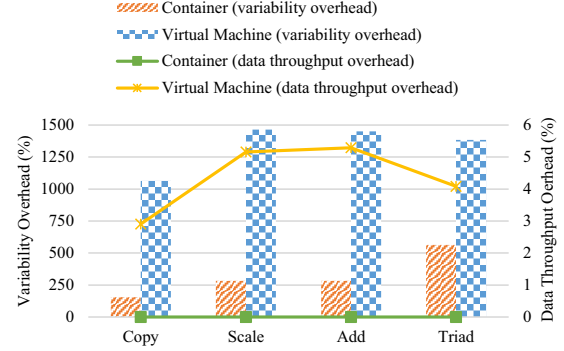 Container (variability overhead)
Virtual Machine (variability overhead)
Container (data throughput overhead)
Virtual Machine (data throughput overhead)
Variability Overhead (%)
1500
1250
1000
750
500
250
0
6
5
4
3
2
1
0
Data Throughput Oerhead (%)
Copy Scale Add Triad